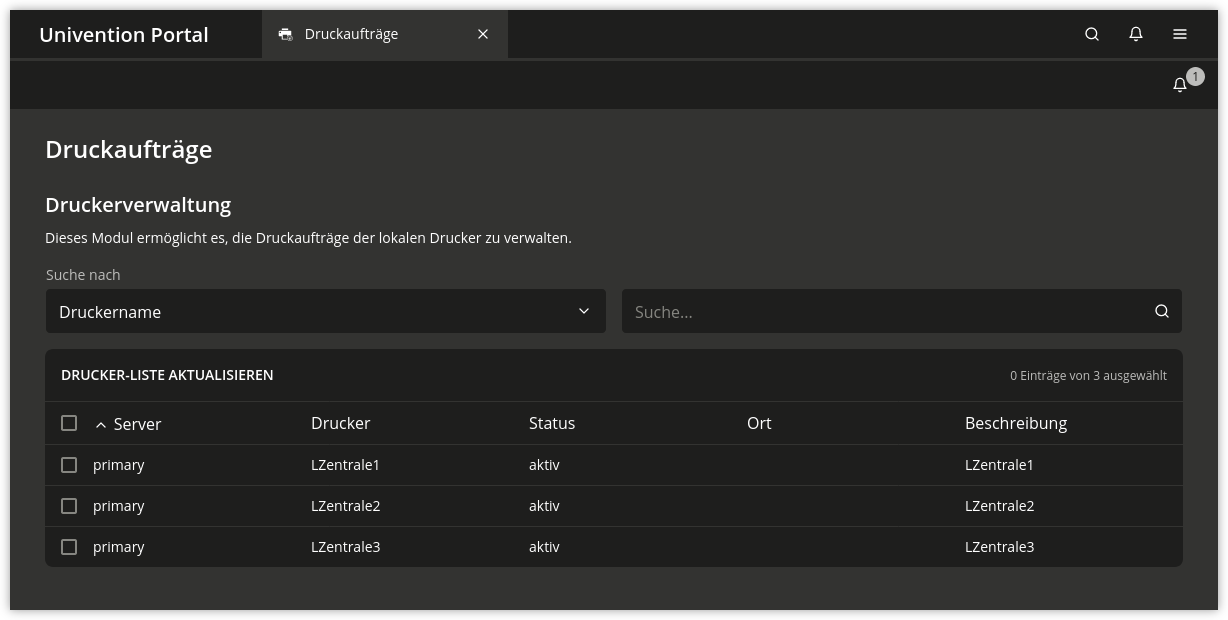 Univention Portal
Druckaufträge
1
Druckaufträge
Druckerverwaltung
Dieses Modul ermöglicht es, die Druckaufträge der lokalen Drucker zu verwalten.
Suche nach
Druckername
Suche...
DRUCKER-LISTE AKTUALISIEREN 0 Einträge von 3 ausgewählt
Server Drucker Status Ort Beschreibung
primary LZentrale1 aktiv LZentrale1
primary LZentrale2 aktiv LZentrale2
primary LZentrale3 aktiv LZentrale3